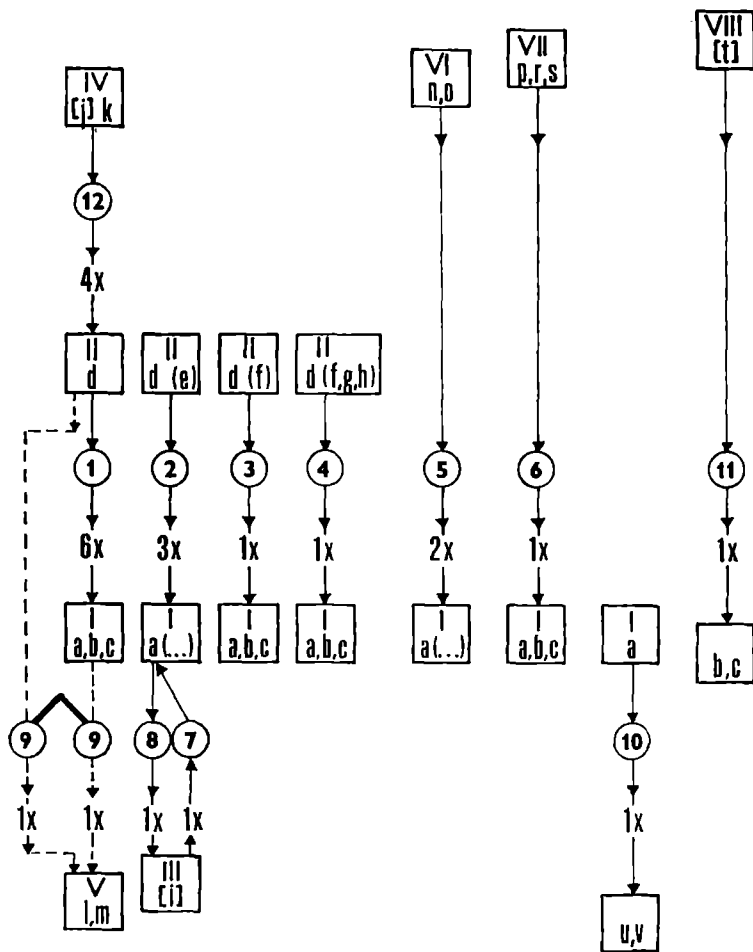 VIII
[t]
VII
p,r,s
VI
n,o
IV
[j] k
12
4x
II
d
II
d (e)
II
d (f)
II
d (f,g,h)
1
2
3
4
5
6
11
6x
3x
1x
1x
2x
1x
1x
I
a,b,c
I
a(...)
I
a,b,c
I
a,b,c
I
a(...)
I
a,b,c
I
a
b,c
9
9
8
7
10
1x
1x
1x
1x
1x
III
[i]
V
l,m
u,v